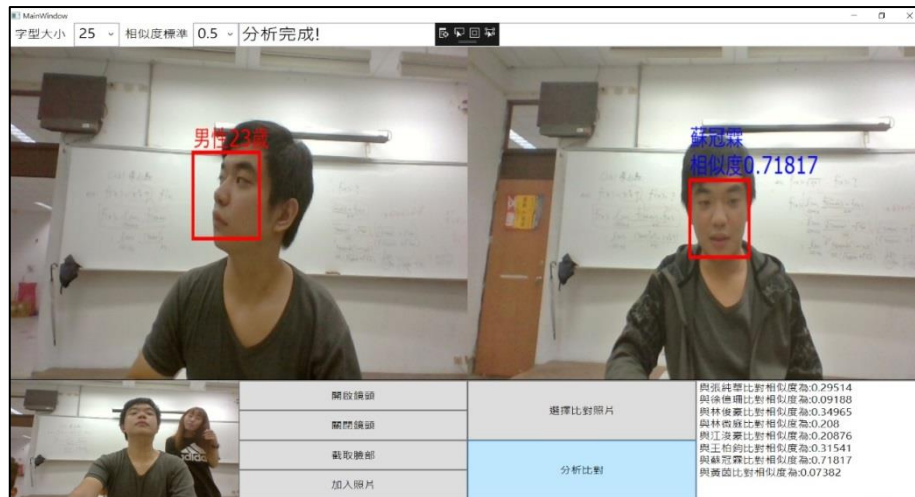 MainWindow
字型大小 25 相似度標準 0.5 分析完成!
男性23歲
蘇冠霖
相似度0.71817
開啟鏡頭
關閉鏡頭
截取臉部
加入照片
選擇比對照片
分析比對
與張純華比對相似度為:0.29514
與徐德珊比對相似度為:0.09188
與林俊豪比對相似度為:0.34965
與林微庭比對相似度為:0.208
與江浚豪比對相似度為:0.20876
與王柏鈞比對相似度為:0.31541
與蘇冠霖比對相似度為:0.71817
與黃茵比對相似度為:0.07382
adidas